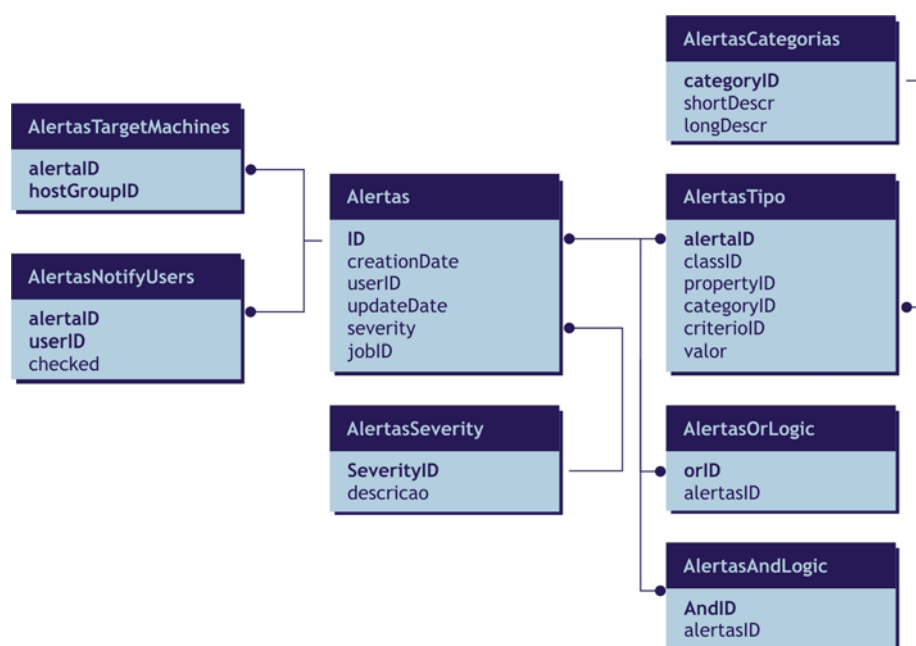 AlertasCategorias
categoryID
shortDescr
longDescr
AlertasTargetMachines
alertaID
hostGroupID
Alertas
ID
creationDate
userID
updateDate
severity
jobID
AlertasTipo
alertaID
classID
propertyID
categoryID
criterioID
valor
AlertasNotifyUsers
alertaID
userID
checked
AlertasSeverity
SeverityID
descricao
AlertasOrLogic
orID
alertasID
AlertasAndLogic
AndID
alertasID